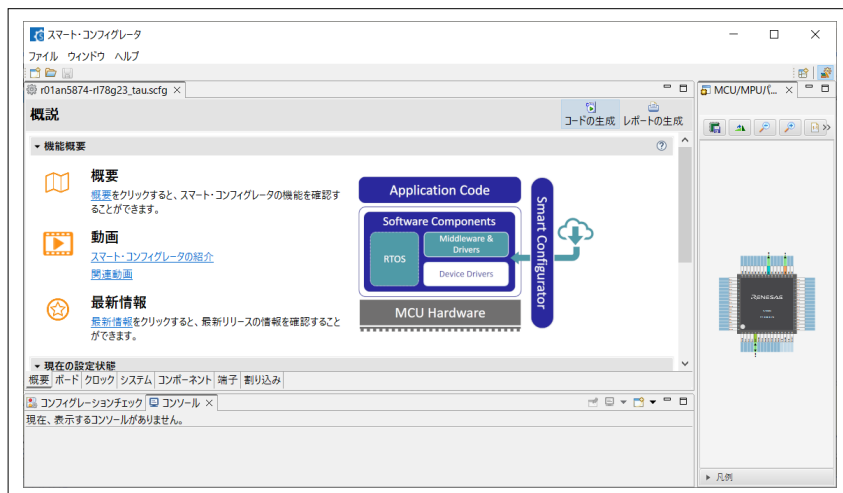 スマート・コンフィグレータ
ファイル ウィンドウ ヘルプ
r01an5874-rl78g23_tau.scfg
MCU/MPU/パ...
概説
コードの生成 レポートの生成
機能概要
概要
概要をクリックすると、スマート・コンフィグレータの機能を確認す
ることができます。
動画
スマート・コンフィグレータの紹介
関連動画
最新情報
最新情報をクリックすると、最新リリースの情報を確認すること
ができます。
Application Code
Software Components
RTOS
Middleware &
Drivers
Device Drivers
MCU Hardware
Smart Configurator
RENESAS
現在の設定状態
概要 ボード クロック システム コンポーネント 端子 割り込み
コンフィグレーションチェック コンソール
現在、表示するコンソールがありません。
凡例